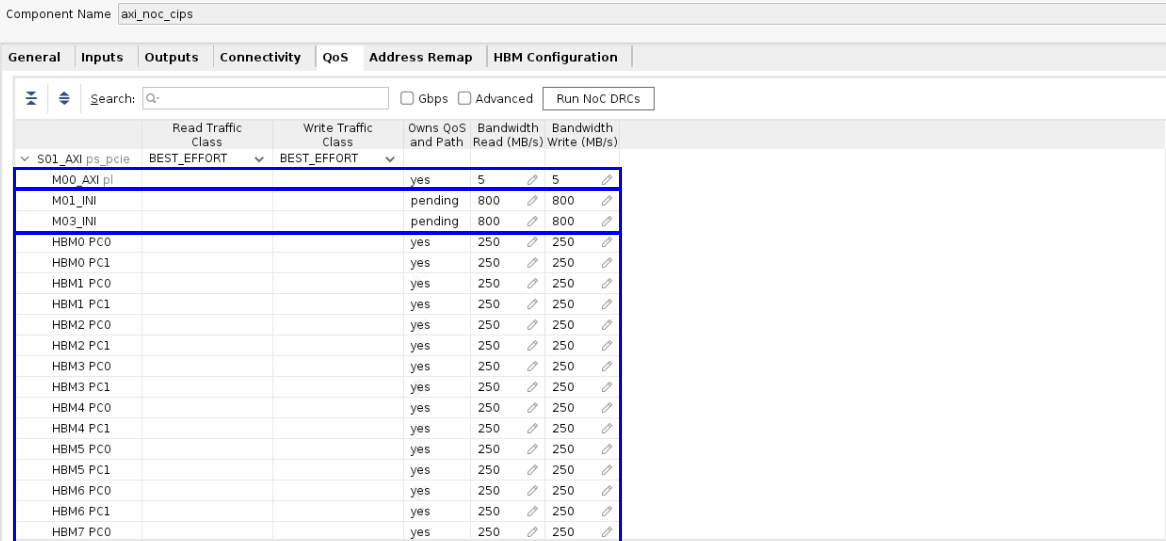 Component Name axi_noc_cips
General Inputs Outputs Connectivity QoS Address Remap HBM Configuration
Search: Q- Gbps Advanced Run NoC DRCs
Read Traffic Class Write Traffic Class Owns QoS and Path Bandwidth Read (MB/s) Bandwidth Write (MB/s)
S01_AXI ps_pcie BEST_EFFORT BEST_EFFORT
M00_AXI pl yes 5 5
M01_INI pending 800 800
M03_INI pending 800 800
HBM0 PC0 yes 250 250
HBM0 PC1 yes 250 250
HBM1 PC0 yes 250 250
HBM1 PC1 yes 250 250
HBM2 PC0 yes 250 250
HBM2 PC1 yes 250 250
HBM3 PC0 yes 250 250
HBM3 PC1 yes 250 250
HBM4 PC0 yes 250 250
HBM4 PC1 yes 250 250
HBM5 PC0 yes 250 250
HBM5 PC1 yes 250 250
HBM6 PC0 yes 250 250
HBM6 PC1 yes 250 250
HBM7 PC0 yes 250 250